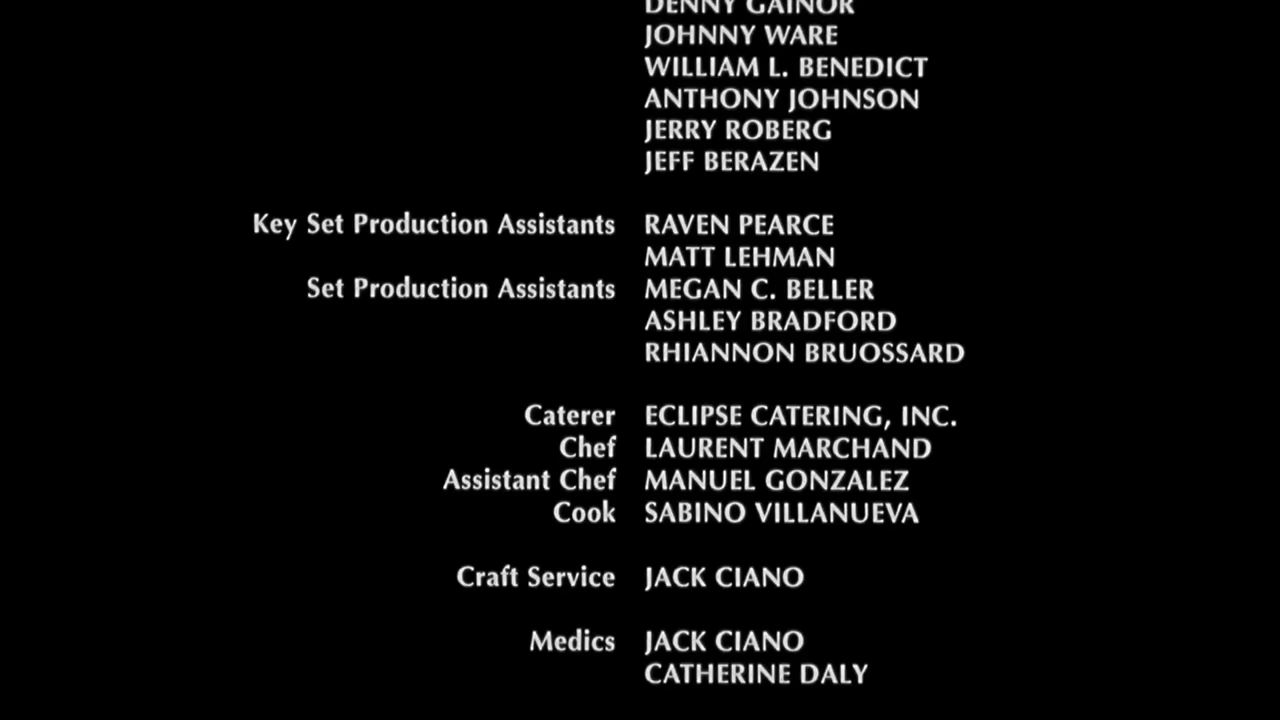 DENNY GAINOR
JOHNNY WARE
WILLIAM L. BENEDICT
ANTHONY JOHNSON
JERRY ROBERG
JEFF BERAZEN
Key Set Production Assistants RAVEN PEARCE
MATT LEHMAN
Set Production Assistants MEGAN C. BELLER
ASHLEY BRADFORD
RHIANNON BRUOSSARD
Caterer ECLIPSE CATERING, INC.
Chef LAURENT MARCHAND
Assistant Chef MANUEL GONZALEZ
Cook SABINO VILLANUEVA
Craft Service JACK CIANO
Medics JACK CIANO
CATHERINE DALY